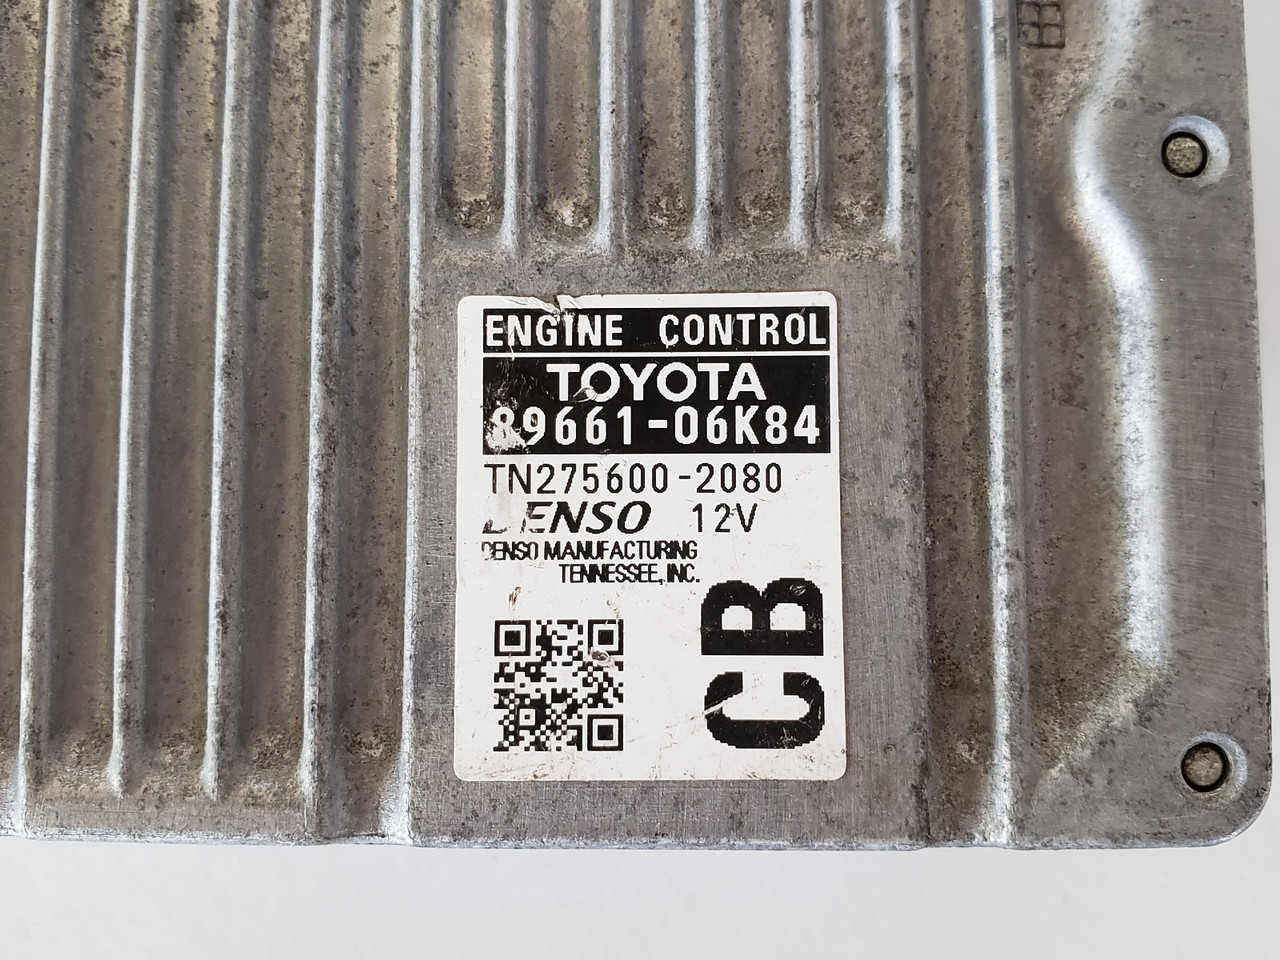 ENGINE CONTROL
TOYOTA
89661-06K84
TN275600-2080
DENSO 12V
DENSO MANUFACTURING
TENNESSEE, INC.
CB